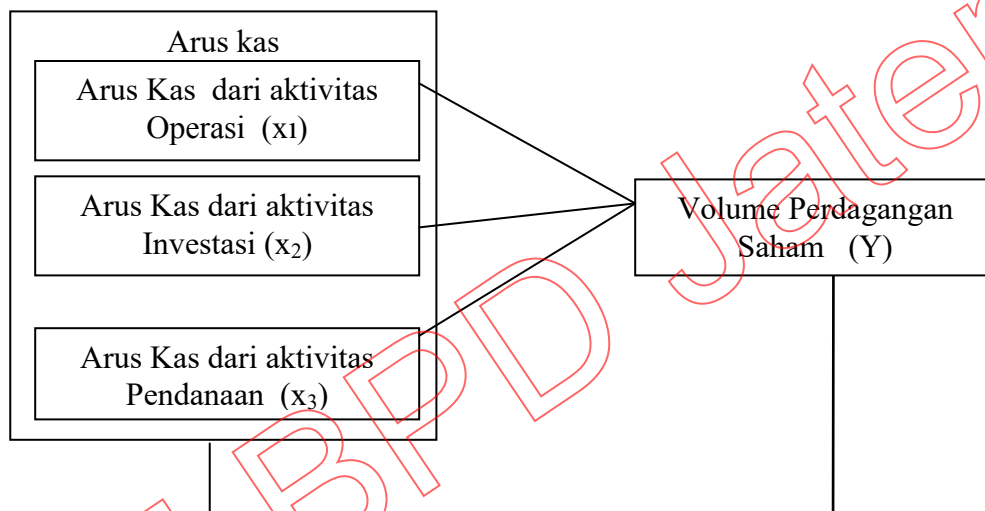 Arus kas
Arus Kas dari aktivitas
Operasi (x1)
Arus Kas dari aktivitas
Investasi (x₂)
Arus Kas dari aktivitas
Pendanaan (x₃)
Volume Perdagangan
Saham (Y)
BPD Jaten